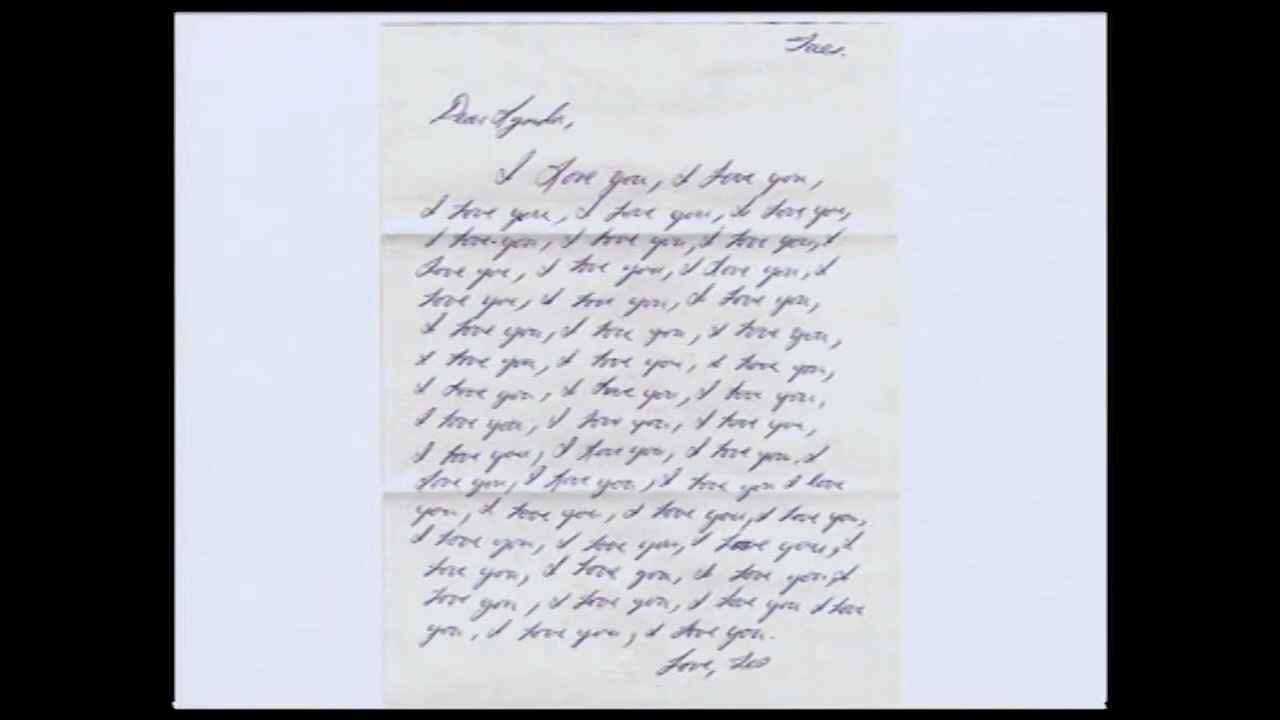 Tues.
Dear Lynda,
I love you, I love you,
I love you, I love you, I love you,
I love you, I love you, I love you, I
love you, I love you, I love you, I
love you, I love you, I love you,
I love you, I love you, I love you,
I love you, I love you, I love you,
I love you, I love you, I love you,
I love you, I love you, I love you,
I love you, I love you, I love you, I
love you, I love you, I love you I love
you, I love you, I love you, I love you,
I love you, I love you, I love you, I
love you, I love you, I love you, I
love you, I love you, I love you I love
you, I love you, I love you.
Love,